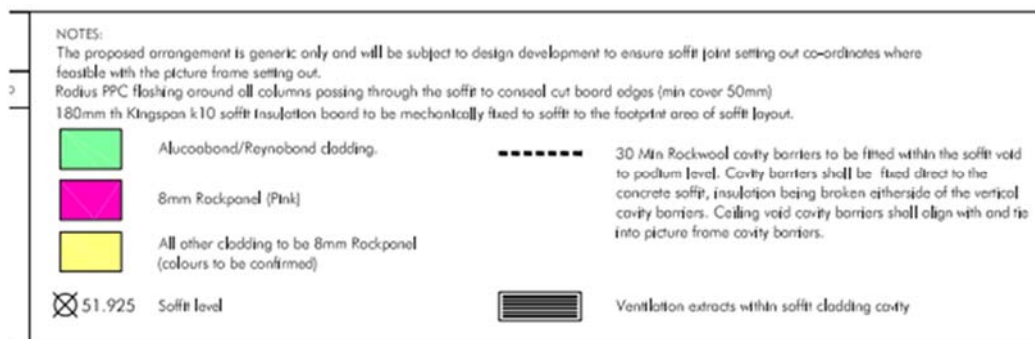 NOTES:
The proposed arrangement is generic only and will be subject to design development to ensure soffit joint setting out co-ordinates where
feasible with the picture frame setting out.
Radius PPC flashing around all columns passing through the soffit to conseal cut board edges (min cover 50mm)
180mm th Kingspan k10 soffit insulation board to be mechanically fixed to soffit to the footprint area of soffit layout.
Alucoabond/Reynobond cladding.
8mm Rockpanel (Pink)
All other cladding to be 8mm Rockpanel
(colours to be confirmed)
51.925 Soffit level
30 Min Rockwool cavity barriers to be fitted within the soffit void
to podium level. Cavity barriers shall be fixed direct to the
concrete soffit, insulation being broken eitherside of the vertical
cavity barriers. Ceiling void cavity barriers shall align with and tie
into picture frame cavity barriers.
Ventilation extracts within soffit cladding cavity